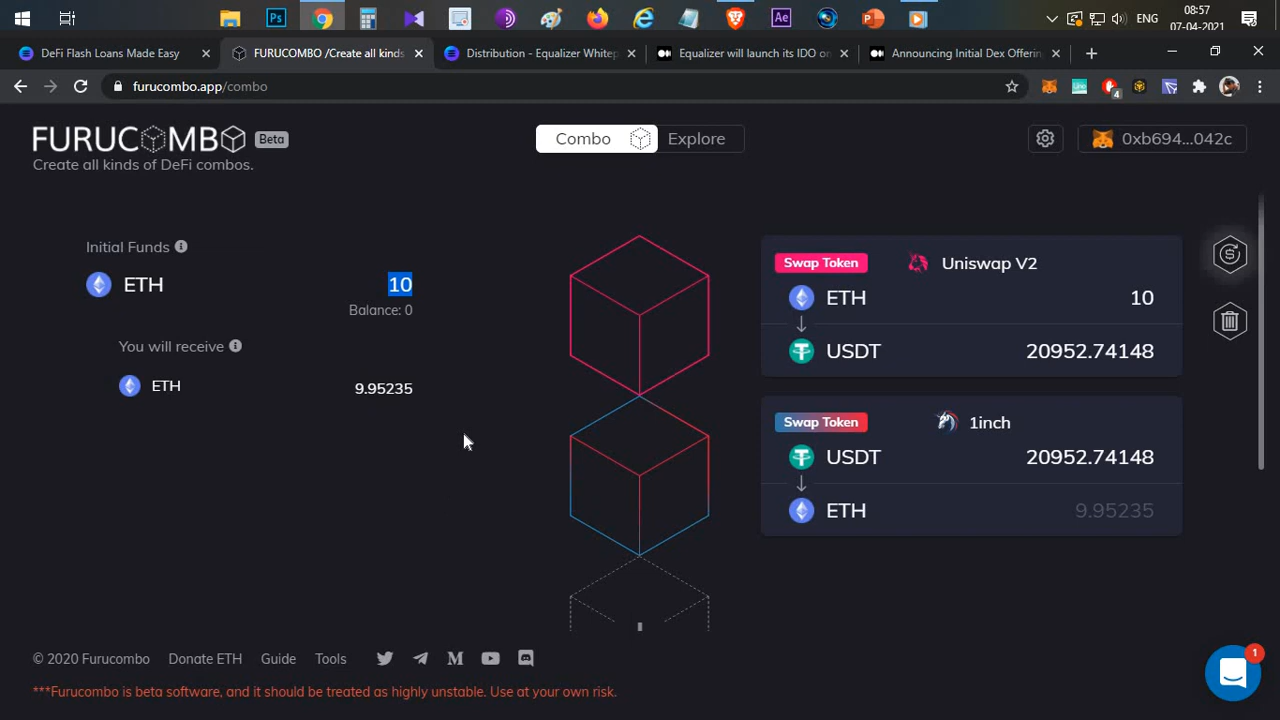 08:57
ENG
07-04-2021
DeFi Flash Loans Made Easy
FURUCOMBO /Create all kinds
Distribution - Equalizer Whitep
Equalizer will launch its IDO on
Announcing Initial Dex Offerin
furucombo.app/combo
4
FURUCOMBO
Beta
Create all kinds of DeFi combos.
Combo
Explore
0xb694...042c
Initial Funds
ETH
10
Balance: 0
You will receive
ETH
9.95235
Swap Token
Uniswap V2
ETH
10
USDT
20952.74148
Swap Token
1inch
USDT
20952.74148
ETH
9.95235
© 2020 Furucombo
Donate ETH
Guide
Tools
1
***Furucombo is beta software, and it should be treated as highly unstable. Use at your own risk.